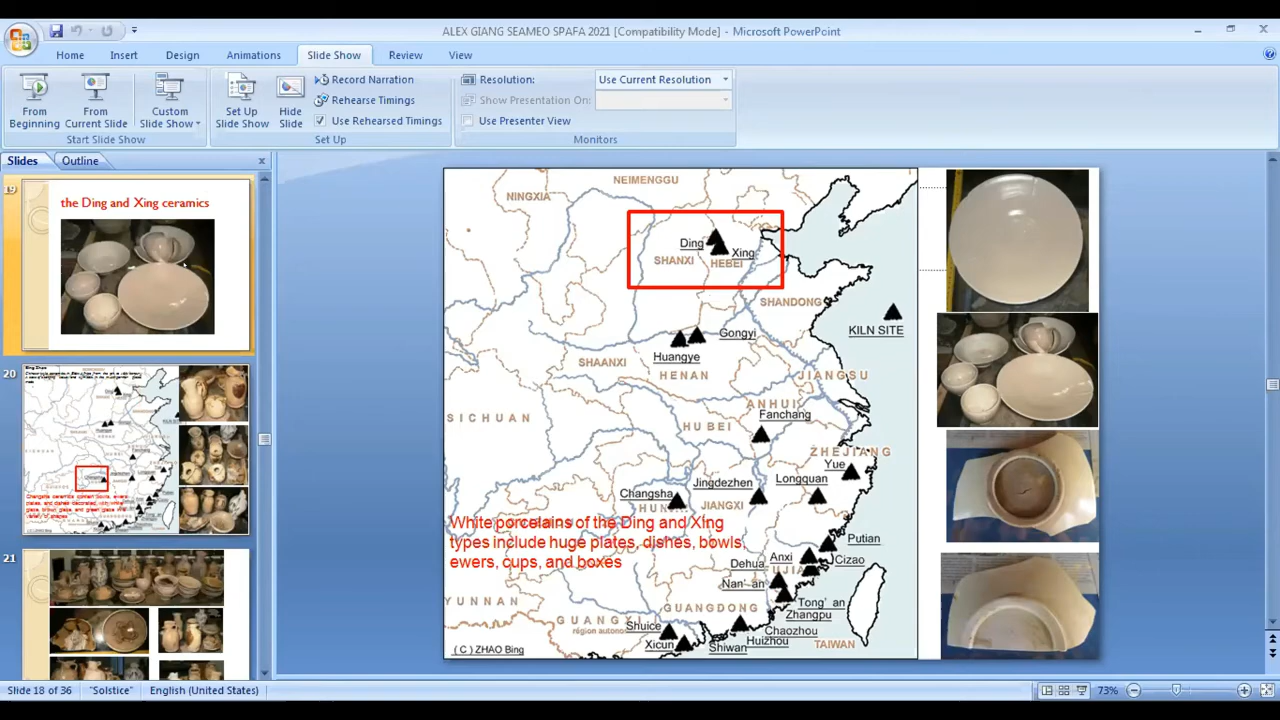 ALEX GIANG SEAMEO SPAFA 2021 [Compatibility Mode] - Microsoft PowerPoint
Home
Insert
Design
Animations
Slide Show
Review
View
From
Beginning
From
Current Slide
Custom
Slide Show
Start Slide Show
Set Up
Slide Show
Hide
Slide
Record Narration
Rehearse Timings
Use Rehearsed Timings
Set Up
Resolution:
Use Current Resolution
Show Presentation On:
Use Presenter View
Monitors
Slides
Outline
19
the Ding and Xing ceramics
20
21
NEIMENGGU
NINGXIA
Ding
Xing
SHANXI
HEBEI
SHANDONG
KILN SITE
Gongyi
Huangye
SHAANXI
HENAN
JIANGSU
ANHUI
Fanchang
SICHUAN
HUBEI
ZHEJIANG
Yue
Jingdezhen
Longquan
Changsha
HUNAN
JIANGXI
White porcelains of the Ding and Xing
types include huge plates, dishes, bowls,
ewers, cups, and boxes
Putian
Anxi
Cizao
Dehua
Nan' an
Tong' an
Zhangpu
YUNNAN
GUANGDONG
GUANGXI
région autonome
Shuice
Chaozhou
Huizhou
Xicun
Shiwan
TAIWAN
( C ) ZHAO Bing
Slide 18 of 36
"Solstice"
English (United States)
73%